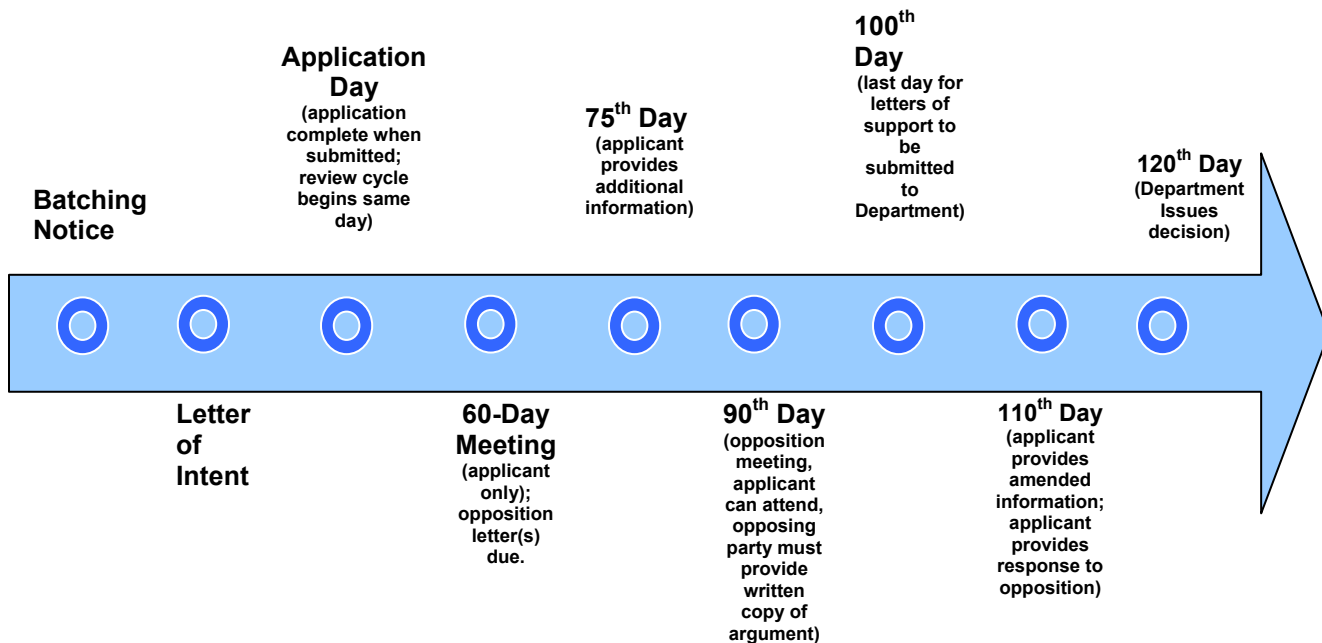 Batching
Notice
Letter
of
Intent
Application
Day
(application
complete when
submitted;
review cycle
begins same
day)
60-Day
Meeting
(applicant
only);
opposition
letter(s)
due.
75th Day
(applicant
provides
additional
information)
90th Day
(opposition
meeting,
applicant
can attend,
opposing
party must
provide
written
copy of
argument)
100th
Day
(last day for
letters of
support to
be
submitted
to
Department)
110th Day
(applicant
provides
amended
information;
applicant
provides
response to
opposition)
120th Day
(Department
Issues
decision)